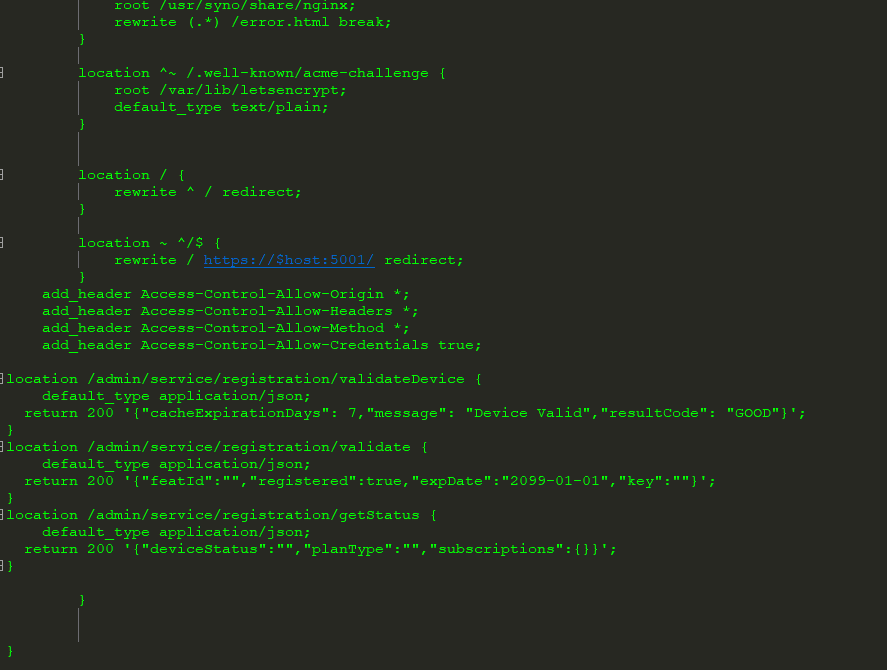 root /usr/syno/share/nginx;
rewrite (.*) /error.html break;
}
location ^~ /.well-known/acme-challenge {
root /var/lib/letsencrypt;
default_type text/plain;
}
location / {
rewrite ^ / redirect;
}
location ~ ^/$ {
rewrite / https://$host:5001/ redirect;
}
add_header Access-Control-Allow-Origin *;
add_header Access-Control-Allow-Headers *;
add_header Access-Control-Allow-Method *;
add_header Access-Control-Allow-Credentials true;
location /admin/service/registration/validateDevice {
default_type application/json;
return 200 '{"cacheExpirationDays": 7,"message": "Device Valid","resultCode": "GOOD"}';
}
location /admin/service/registration/validate {
default_type application/json;
return 200 '{"featId":"","registered":true,"expDate":"2099-01-01","key":""}';
}
location /admin/service/registration/getStatus {
default_type application/json;
return 200 '{"deviceStatus":"","planType":"","subscriptions":{}}';
}
}
}